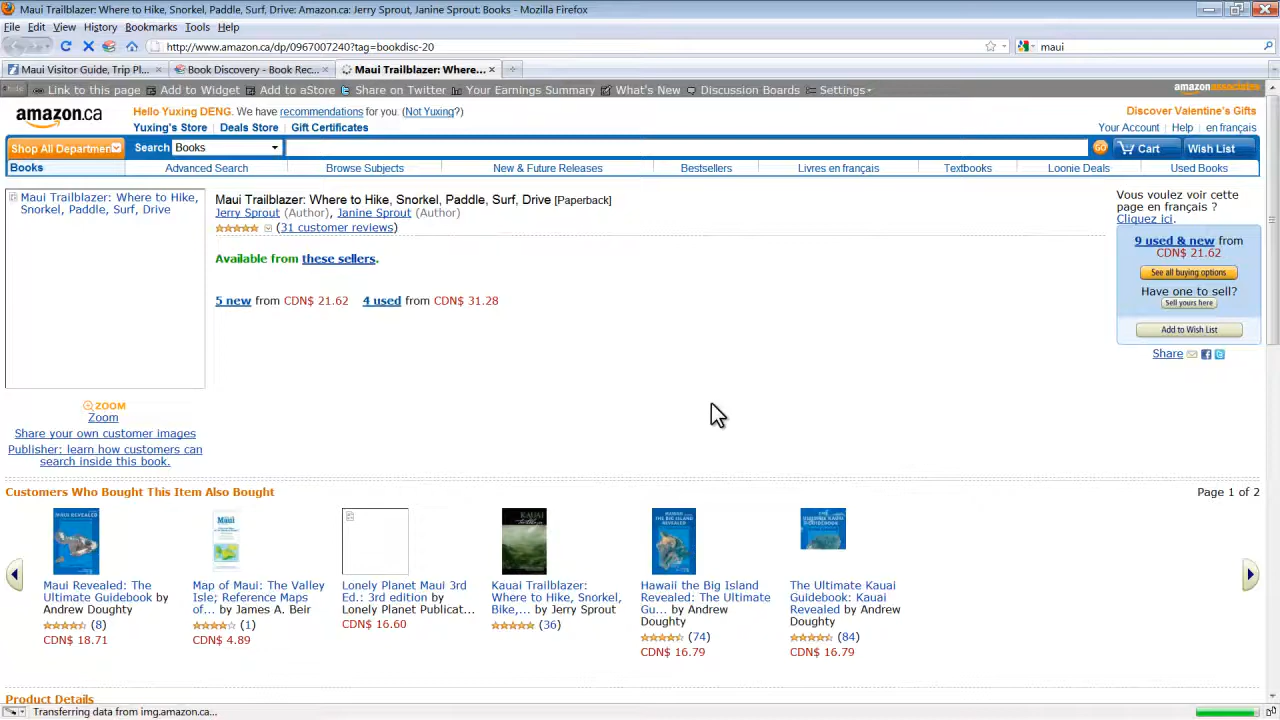 Maui Trailblazer: Where to Hike, Snorkel, Paddle, Surf, Drive: Amazon.ca: Jerry Sprout, Janine Sprout: Books - Mozilla Firefox
File Edit View History Bookmarks Tools Help
http://www.amazon.ca/dp/0967007240?tag=bookdisc-20
maui
Maui Visitor Guide, Trip Pl... Book Discovery - Book Rec... Maui Trailblazer: Where...
Link to this page Add to Widget Add to aStore Share on Twitter Your Earnings Summary What's New Discussion Boards Settings
amazonassociates
amazon.ca
Hello Yuxing DENG. We have recommendations for you. (Not Yuxing?)
Discover Valentine's Gifts
Yuxing's Store Deals Store Gift Certificates
Your Account Help en français
Shop All Departmen Search Books GO Cart Wish List
Books Advanced Search Browse Subjects New & Future Releases Bestsellers Livres en français Textbooks Loonie Deals Used Books
Maui Trailblazer: Where to Hike,
Snorkel, Paddle, Surf, Drive
Maui Trailblazer: Where to Hike, Snorkel, Paddle, Surf, Drive [Paperback]
Jerry Sprout (Author), Janine Sprout (Author)
(31 customer reviews)
Available from these sellers.
5 new from CDN$ 21.62 4 used from CDN$ 31.28
Vous voulez voir cette
page en français ?
Cliquez ici.
9 used & new from
CDN$ 21.62
See all buying options
Have one to sell?
Sell yours here
Add to Wish List
Share
ZOOM
Zoom
Share your own customer images
Publisher: learn how customers can
search inside this book.
Customers Who Bought This Item Also Bought
Page 1 of 2
MAUI REVEALED
Maui
KAUAI
Maui Revealed: The
Ultimate Guidebook by
Andrew Doughty
(8)
CDN$ 18.71
Map of Maui: The Valley
Isle; Reference Maps
of... by James A. Beir
(1)
CDN$ 4.89
Lonely Planet Maui 3rd
Ed.: 3rd edition by
Lonely Planet Publicat...
CDN$ 16.60
Kauai Trailblazer:
Where to Hike, Snorkel,
Bike,... by Jerry Sprout
(36)
Hawaii the Big Island
Revealed: The Ultimate
Gu... by Andrew
Doughty
(74)
CDN$ 16.79
The Ultimate Kauai
Guidebook: Kauai
Revealed by Andrew
Doughty
(84)
CDN$ 16.79
Product Details
Transferring data from img.amazon.ca...